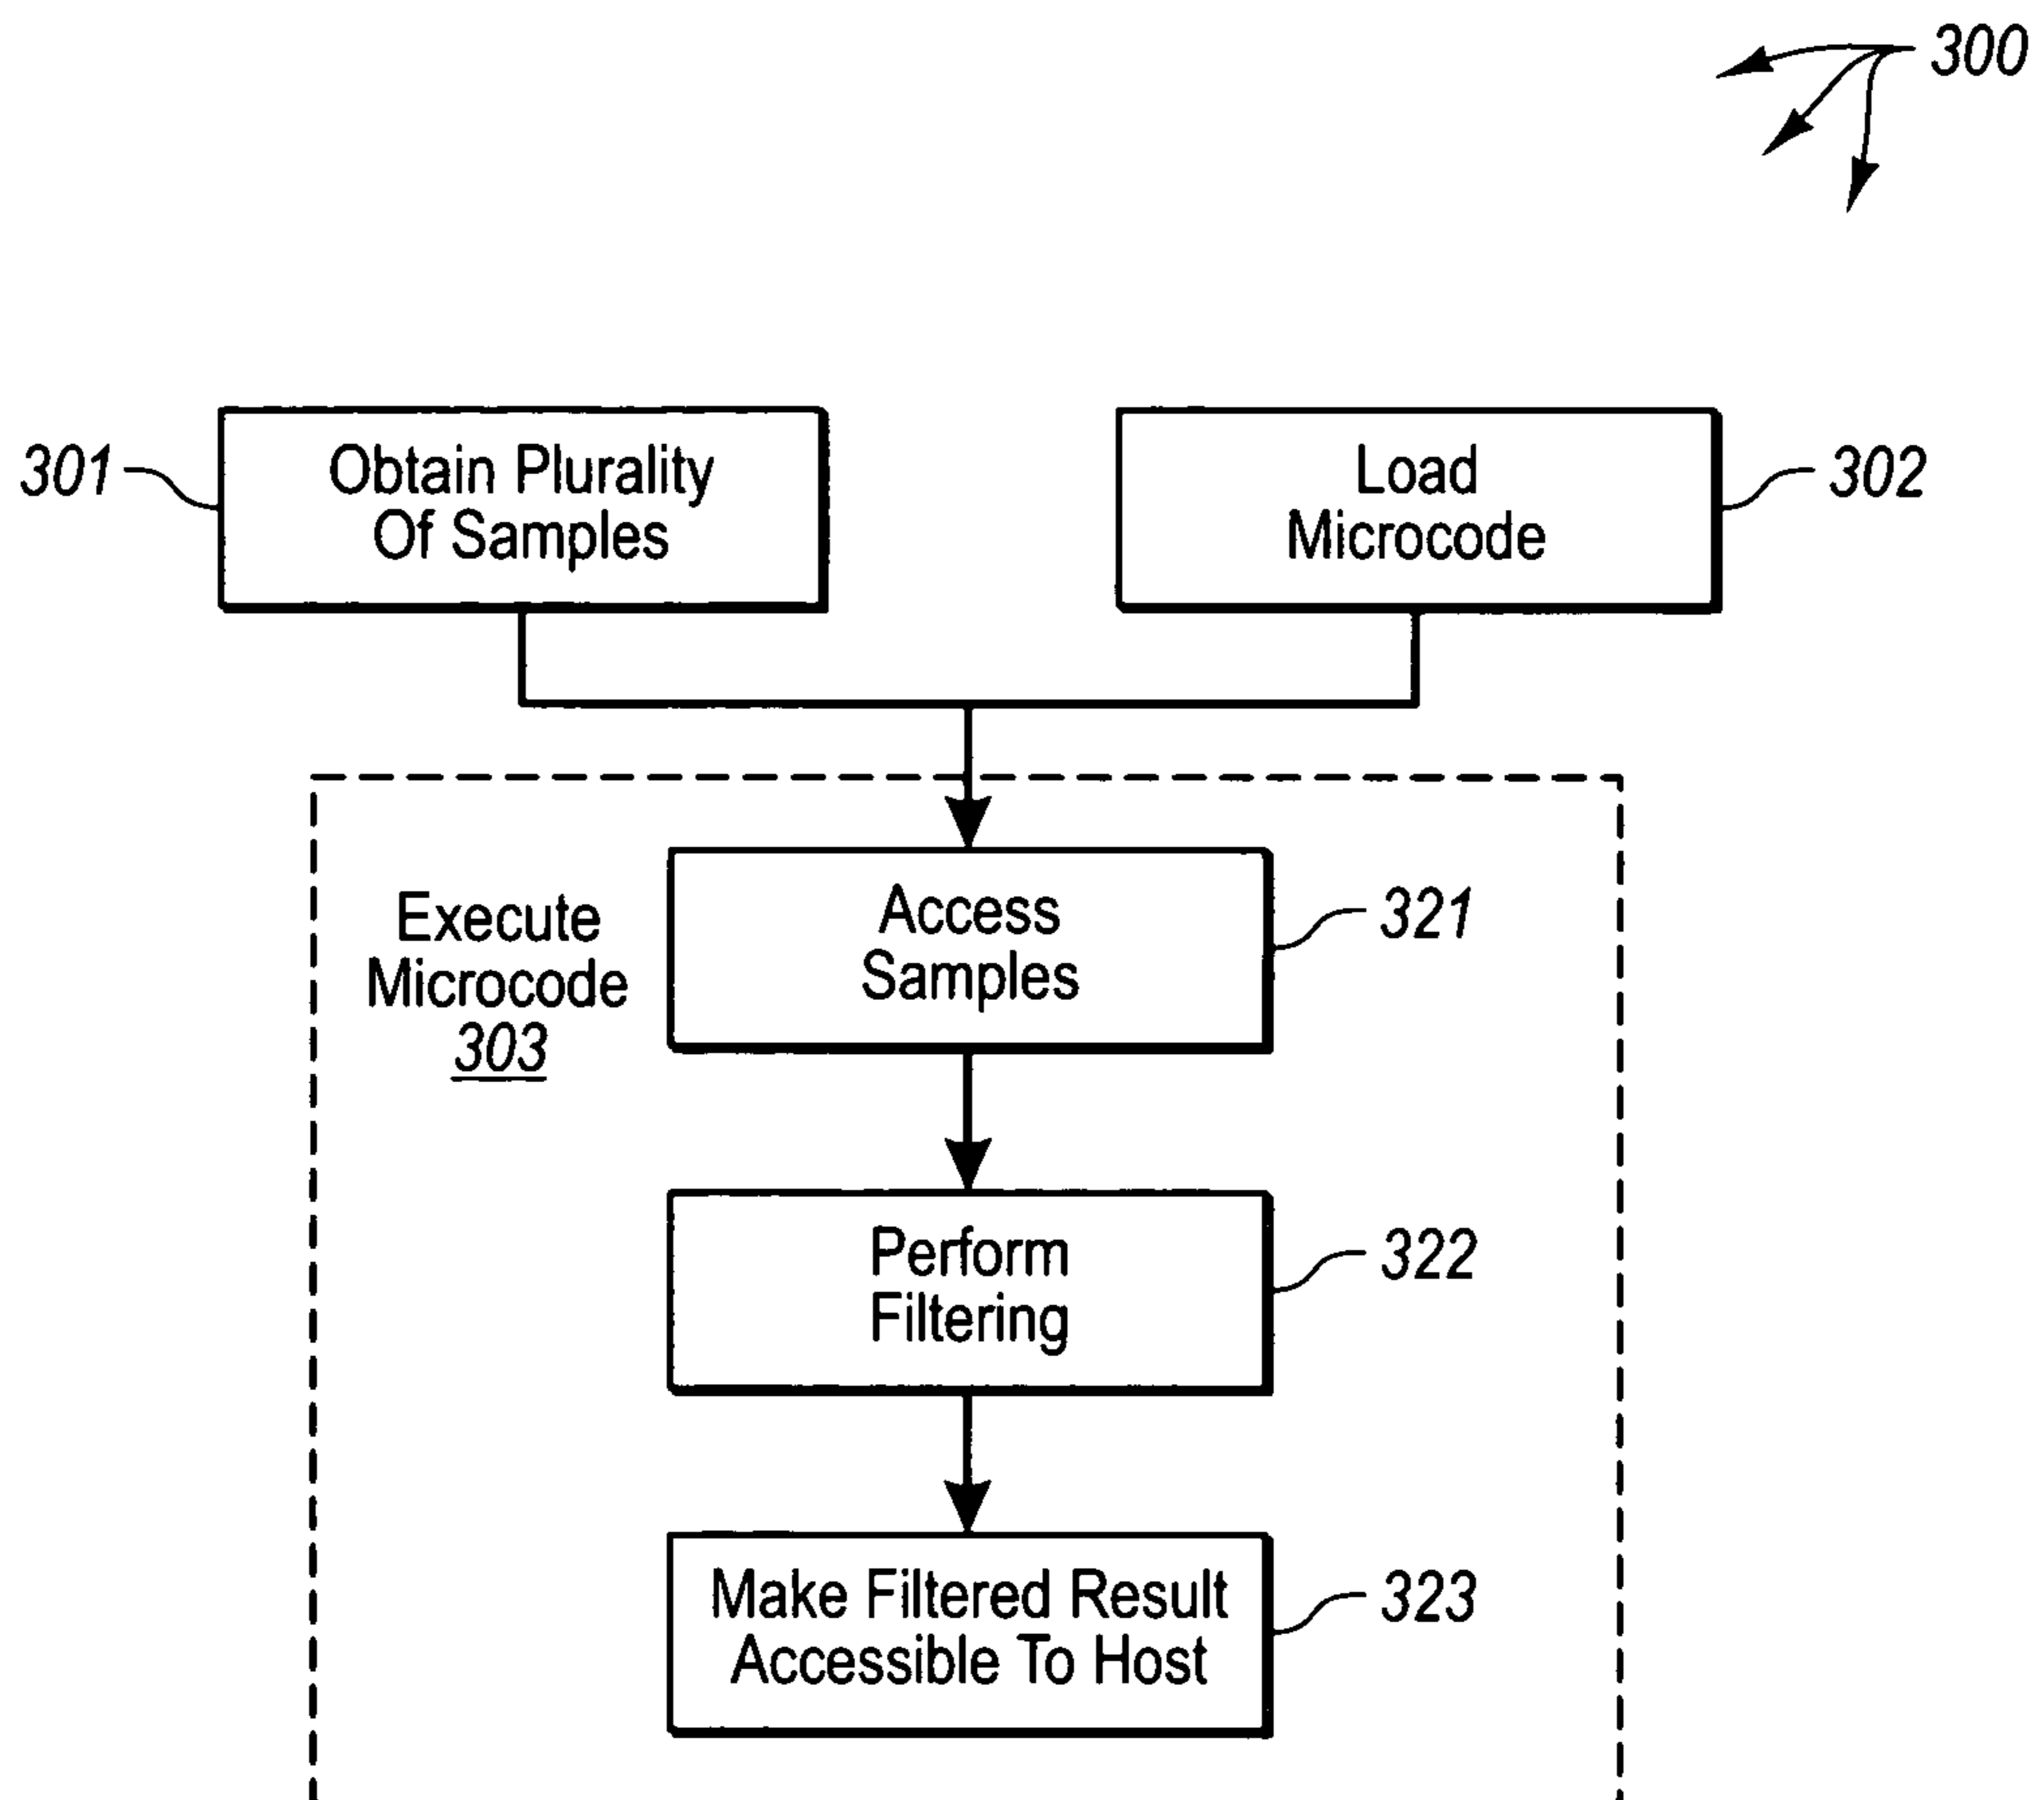 300
301
Obtain Plurality
Of Samples
Load
Microcode
302
Execute
Microcode
303
Access
Samples
321
Perform
Filtering
322
Make Filtered Result
Accessible To Host
323